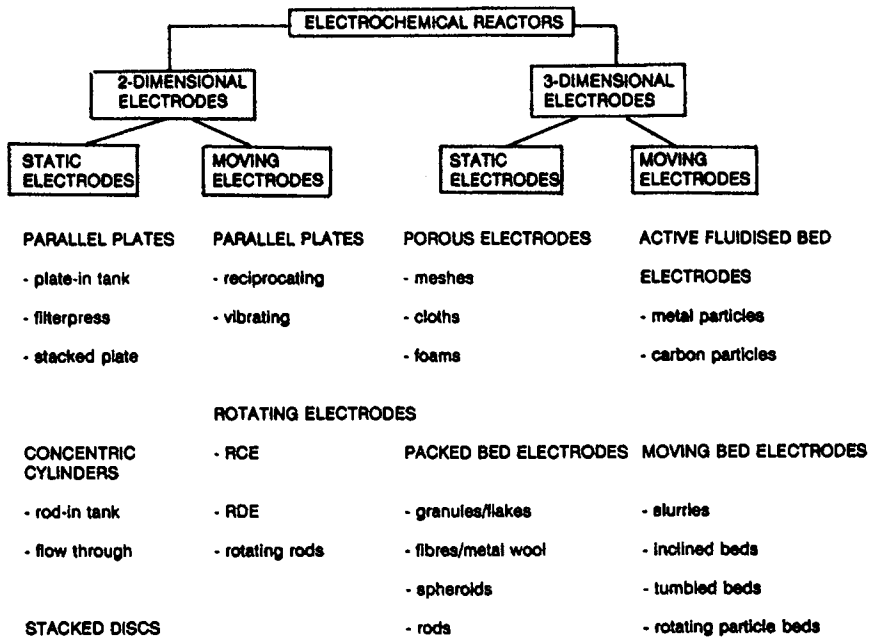 ELECTROCHEMICAL REACTORS
2-DIMENSIONAL
ELECTRODES
3-DIMENSIONAL
ELECTRODES
STATIC
ELECTRODES
MOVING
ELECTRODES
STATIC
ELECTRODES
MOVING
ELECTRODES
PARALLEL PLATES
- plate-in tank
- filterpress
- stacked plate
CONCENTRIC
CYLINDERS
- rod-in tank
- flow through
STACKED DISCS
PARALLEL PLATES
- reciprocating
- vibrating
ROTATING ELECTRODES
- RCE
- RDE
- rotating rods
POROUS ELECTRODES
- meshes
- cloths
- foams
PACKED BED ELECTRODES
- granules/flakes
- fibres/metal wool
- spheroids
- rods
ACTIVE FLUIDISED BED
ELECTRODES
- metal particles
- carbon particles
MOVING BED ELECTRODES
- slurries
- inclined beds
- tumbled beds
- rotating particle beds